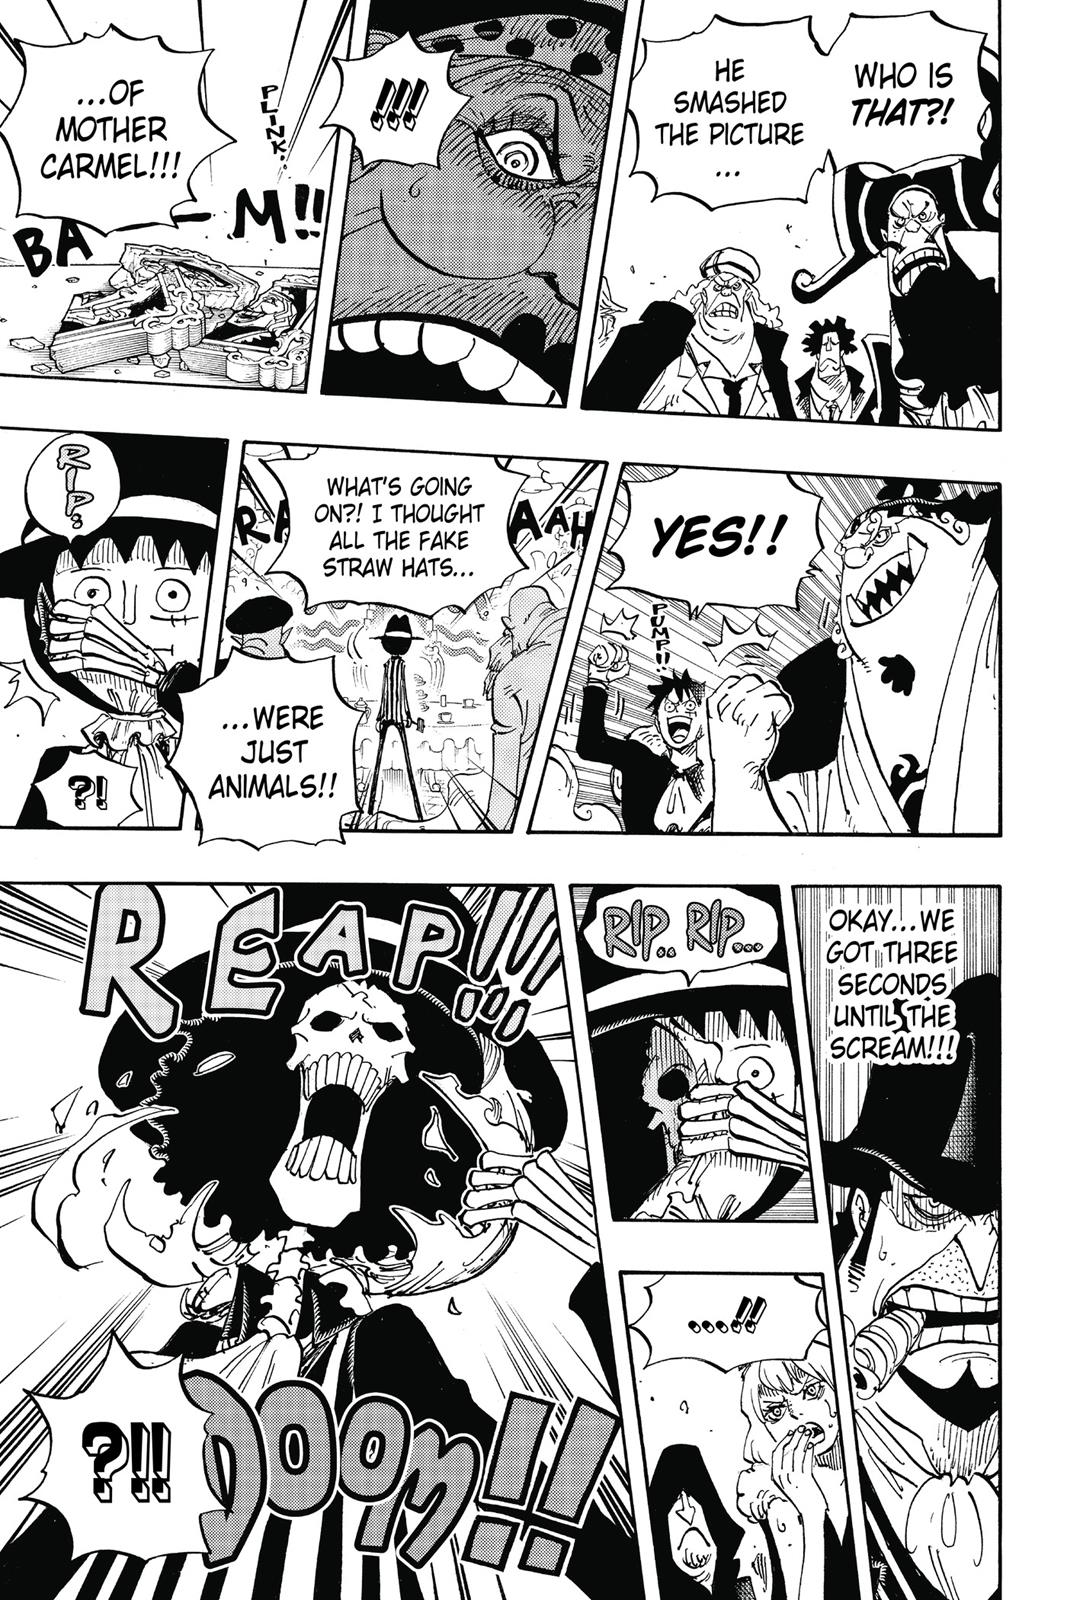 WHO IS
THAT?!
HE
SMASHED
THE PICTURE
...
!!!!
...OF
MOTHER
CARMEL!!!
PLINK..
BA
M!!
YES!!
PUMP!!
RA
AAH
WHAT'S GOING
ON?! I THOUGHT
ALL THE FAKE
STRAW HATS...
...WERE
JUST
ANIMALS!!
RIP..
?!
OKAY...WE
GOT THREE
SECONDS
UNTIL THE
SCREAM!!!
RIP.. RIP...
...!!
REAP!!!
?!!
DOOM!!